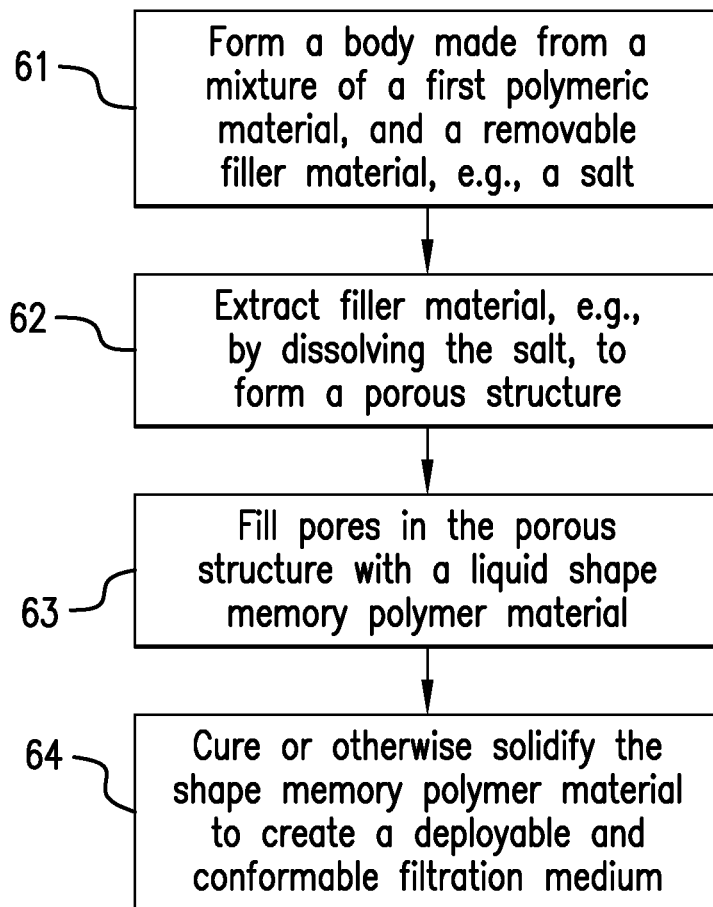 61
Form a body made from a
mixture of a first polymeric
material, and a removable
filler material, e.g., a salt
62
Extract filler material, e.g.,
by dissolving the salt, to
form a porous structure
63
Fill pores in the porous
structure with a liquid shape
memory polymer material
64
Cure or otherwise solidify the
shape memory polymer material
to create a deployable and
conformable filtration medium